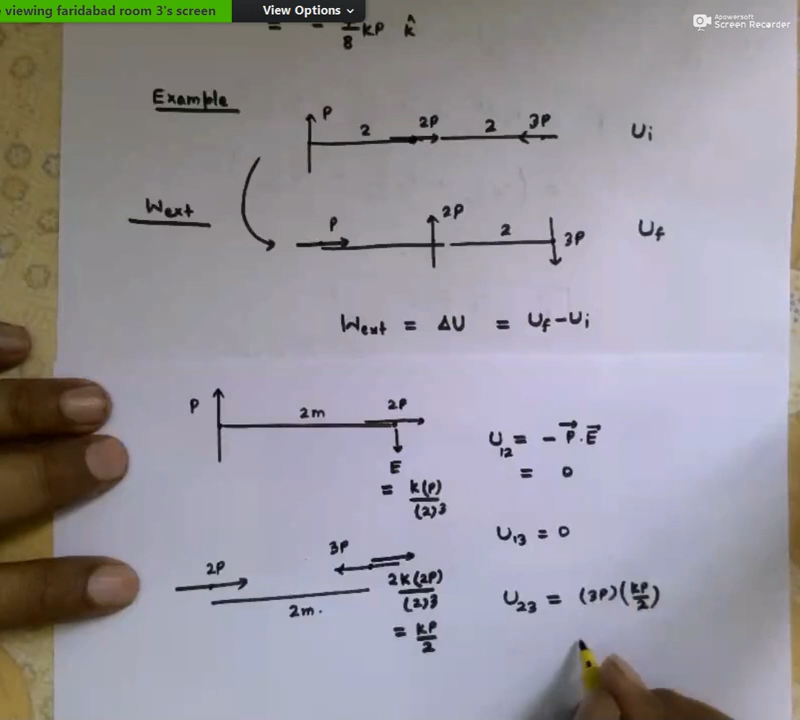 viewing faridabad room 3's screen
View Options
Apowersoft
Screen Recorder
= - 7/8 KP k̂
Example
P 2 2P 2 3P Ui
Wext
P 2P 2 3P Uf
Wext = ΔU = Uf - Ui
P 2m 2P
E
= k(P)/(2)³
U12 = - P⃗ . E⃗
= 0
U13 = 0
2P 3P
2m.
2k(2P)/(2)³
= kP/2
U23 = (3P)(kP/2)